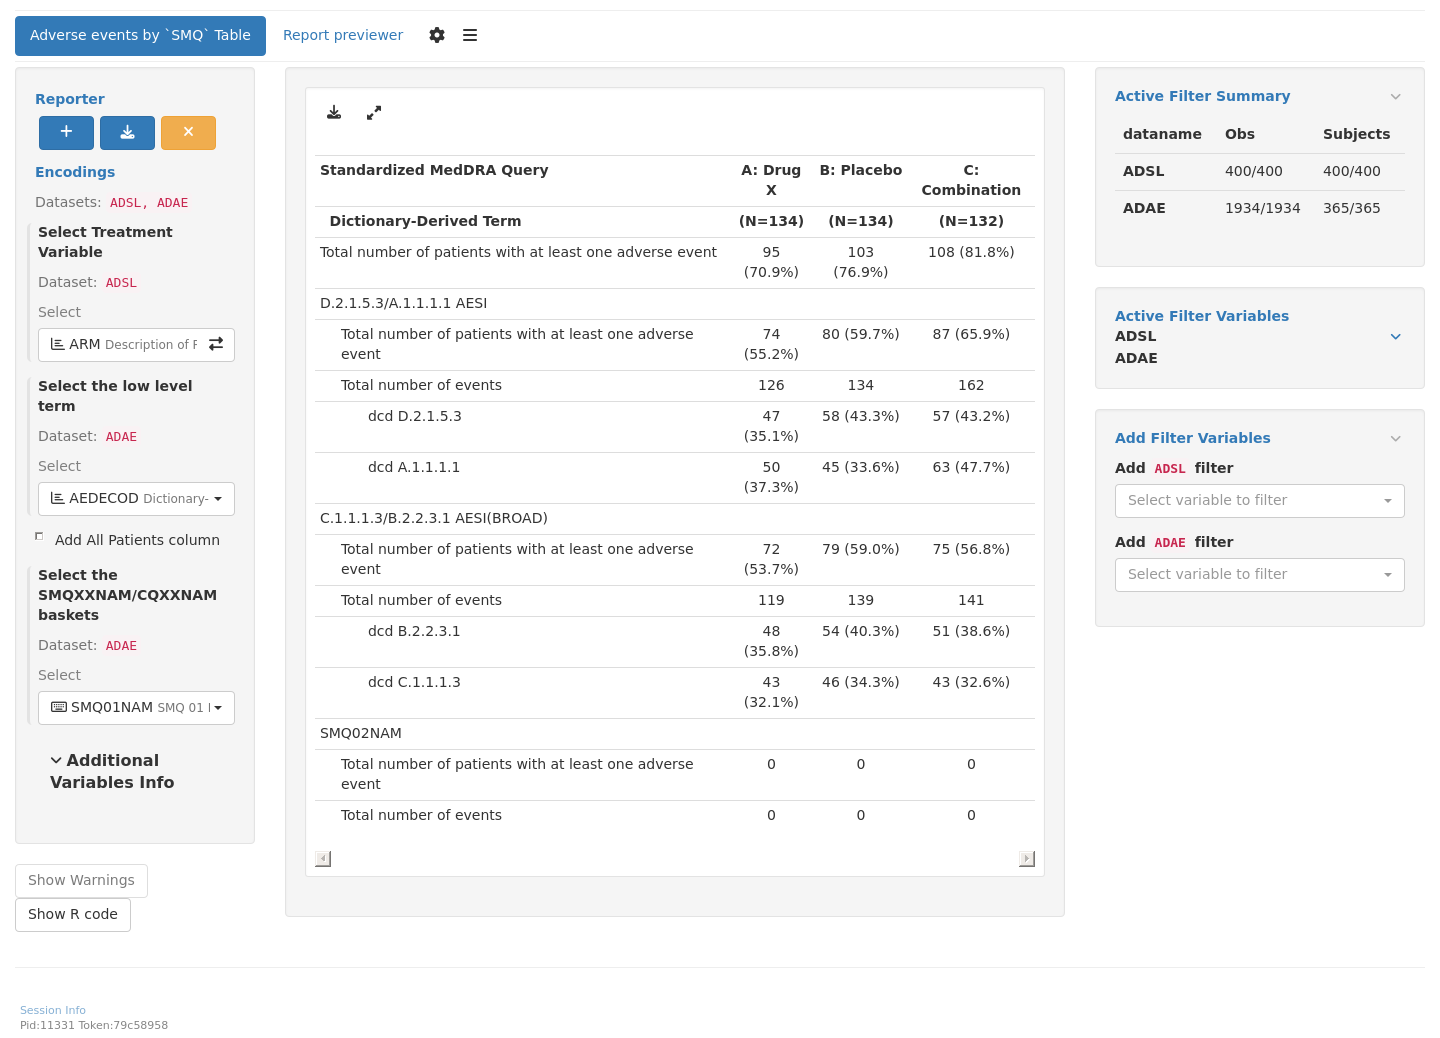 Adverse events by `SMQ` Table
Report previewer
Reporter
Encodings
Datasets: ADSL, ADAE
Select Treatment
Variable
Dataset: ADSL
Select
ARM Description of
Select the low level
term
Dataset: ADAE
Select
AEDECOD Dictionary-
Add All Patients column
Select the
SMQXXNAM/CQXXNAM
baskets
Dataset: ADAE
Select
SMQ01NAM SMQ 01
Additional
Variables Info
Show Warnings
Show R code
Standardized MedDRA Query A: Drug B: Placebo C:
X Combination
Dictionary-Derived Term (N=134) (N=134) (N=132)
Total number of patients with at least one adverse event 95 103 108 (81.8%)
(70.9%) (76.9%)
D.2.1.5.3/A.1.1.1.1 AESI
Total number of patients with at least one adverse 74 80 (59.7%) 87 (65.9%)
event (55.2%)
Total number of events 126 134 162
dcd D.2.1.5.3 47 58 (43.3%) 57 (43.2%)
(35.1%)
dcd A.1.1.1.1 50 45 (33.6%) 63 (47.7%)
(37.3%)
C.1.1.1.3/B.2.2.3.1 AESI(BROAD)
Total number of patients with at least one adverse 72 79 (59.0%) 75 (56.8%)
event (53.7%)
Total number of events 119 139 141
dcd B.2.2.3.1 48 54 (40.3%) 51 (38.6%)
(35.8%)
dcd C.1.1.1.3 43 46 (34.3%) 43 (32.6%)
(32.1%)
SMQ02NAM
Total number of patients with at least one adverse 0 0 0
event
Total number of events 0 0 0
Active Filter Summary
dataname Obs Subjects
ADSL 400/400 400/400
ADAE 1934/1934 365/365
Active Filter Variables
ADSL
ADAE
Add Filter Variables
Add ADSL filter
Select variable to filter
Add ADAE filter
Select variable to filter
Session Info
Pid:11331 Token:79c58958